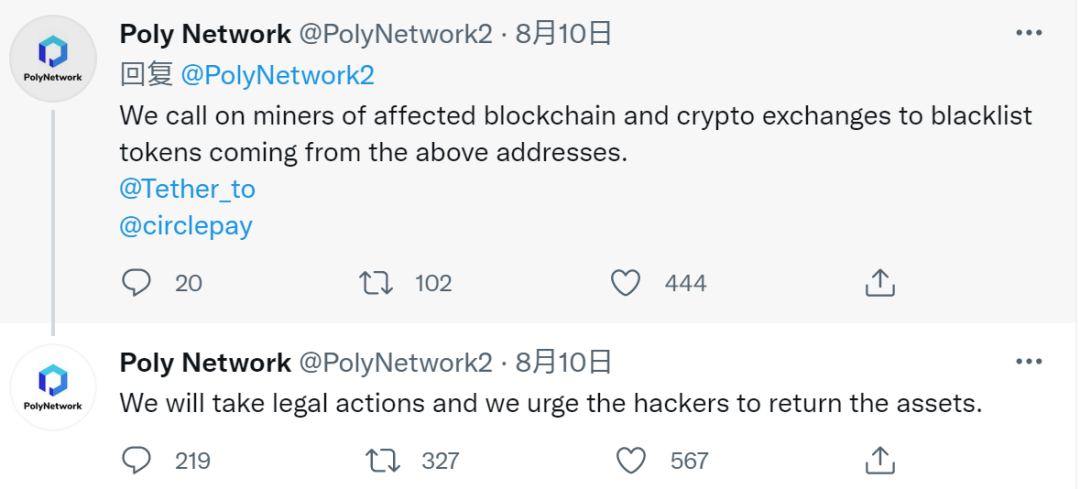 Poly Network @PolyNetwork2 · 8月10日
PolyNetwork
回复 @PolyNetwork2
We call on miners of affected blockchain and crypto exchanges to blacklist
tokens coming from the above addresses.
@Tether_to
@circlepay
20 102 444
Poly Network @PolyNetwork2 · 8月10日
PolyNetwork
We will take legal actions and we urge the hackers to return the assets.
219 327 567